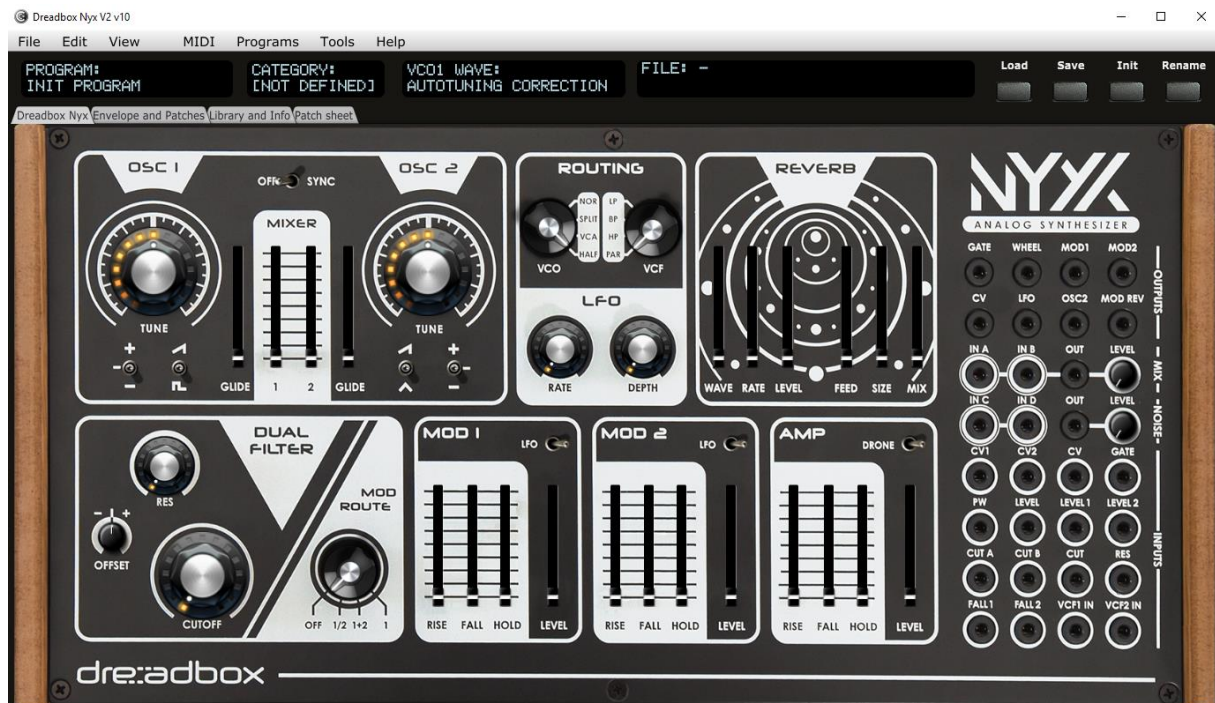 Dreadbox Nyx V2 v10
File Edit View MIDI Programs Tools Help
PROGRAM:
INIT PROGRAM
CATEGORY:
[NOT DEFINED]
VCO1 WAVE:
AUTOTUNING CORRECTION
FILE: -
Load Save Init Rename
Dreadbox Nyx Envelope and Patches Library and Info Patch sheet
OSC 1
OFF SYNC
OSC 2
MIXER
TUNE
TUNE
+
-
–
+
-
–
GLIDE 1 2 GLIDE
ROUTING
NOR LP
SPLIT BP
VCA HP
HALF PAR
VCO VCF
LFO
RATE DEPTH
REVERB
WAVE RATE LEVEL FEED SIZE MIX
NYX
ANALOG SYNTHESIZER
GATE WHEEL MOD1 MOD2
CV LFO OSC2 MOD REV
OUTPUTS
IN A IN B OUT LEVEL
MIX
IN C IN D OUT LEVEL
NOISE
CV1 CV2 CV GATE
PW LEVEL LEVEL 1 LEVEL 2
CUT A CUT B CUT RES
FALL 1 FALL 2 VCF1 IN VCF2 IN
INPUTS
DUAL
FILTER
RES
- +
OFFSET
CUTOFF
MOD
ROUTE
OFF 1/2 1+2 1
MOD 1
LFO
RISE FALL HOLD LEVEL
MOD 2
LFO
RISE FALL HOLD LEVEL
AMP
DRONE
RISE FALL HOLD LEVEL
dreadbox